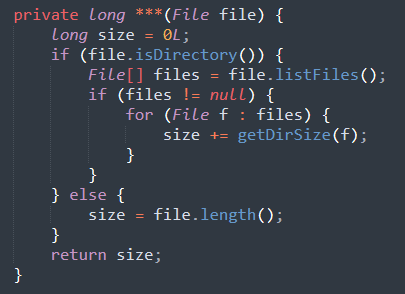 private long ***(File file) {
    long size = 0L;
    if (file.isDirectory()) {
        File[] files = file.listFiles();
        if (files != null) {
            for (File f : files) {
                size += getDirSize(f);
            }
        }
    } else {
        size = file.length();
    }
    return size;
}